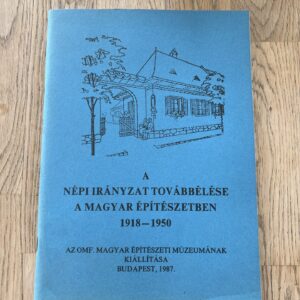 A
NÉPI IRÁNYZAT TOVÁBBÉLÉSE
A MAGYAR ÉPÍTÉSZETBEN
1918—1950
AZ OMF. MAGYAR ÉPÍTÉSZETI MÚZEUMÁNAK
KIÁLLÍTÁSA
BUDAPEST, 1987.